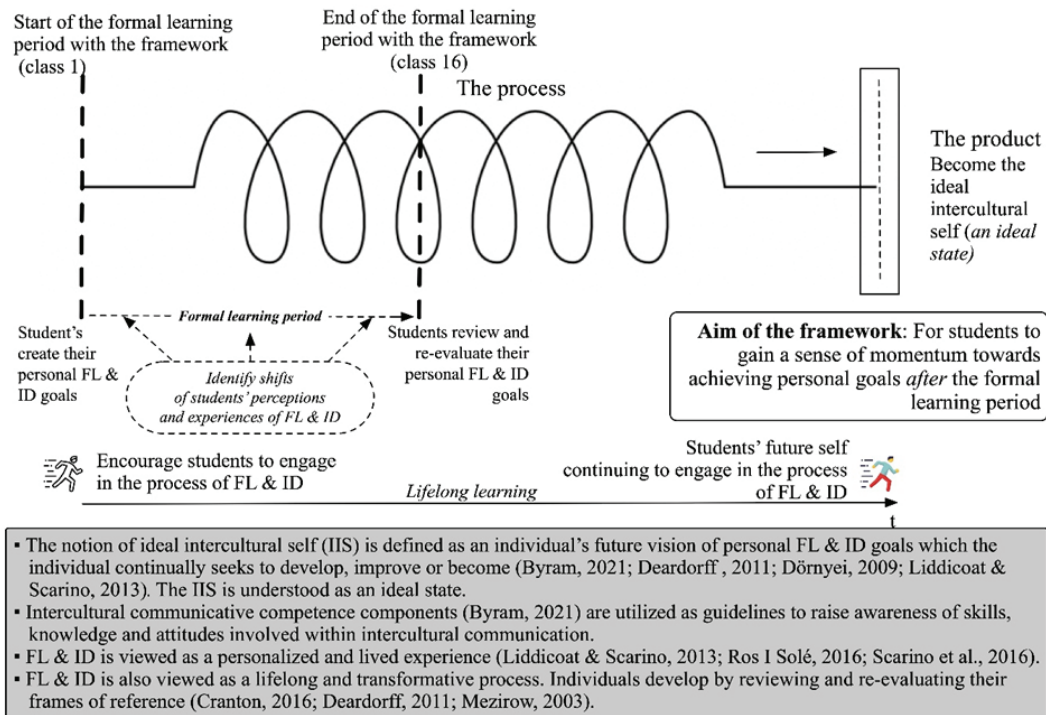 Start of the formal learning
period with the framework
(class 1)
End of the formal learning
period with the framework
(class 16)
The process
The product
Become the
ideal
intercultural
self (an ideal
state)
Formal learning period
Student's
create their
personal FL &
ID goals
Identify shifts
of students' perceptions
and experiences of FL & ID
Students review and
re-evaluate their
personal FL & ID
goals
Aim of the framework: For students to
gain a sense of momentum towards
achieving personal goals after the formal
learning period
Encourage students to engage
in the process of FL & ID
Lifelong learning
Students' future self
continuing to engage in the process
of FL & ID
t
▪ The notion of ideal intercultural self (IIS) is defined as an individual's future vision of personal FL & ID goals which the
individual continually seeks to develop, improve or become (Byram, 2021; Deardorff , 2011; Dörnyei, 2009; Liddicoat &
Scarino, 2013). The IIS is understood as an ideal state.
▪ Intercultural communicative competence components (Byram, 2021) are utilized as guidelines to raise awareness of skills,
knowledge and attitudes involved within intercultural communication.
▪ FL & ID is viewed as a personalized and lived experience (Liddicoat & Scarino, 2013; Ros I Solé, 2016; Scarino et al., 2016).
▪ FL & ID is also viewed as a lifelong and transformative process. Individuals develop by reviewing and re-evaluating their
frames of reference (Cranton, 2016; Deardorff, 2011; Mezirow, 2003).